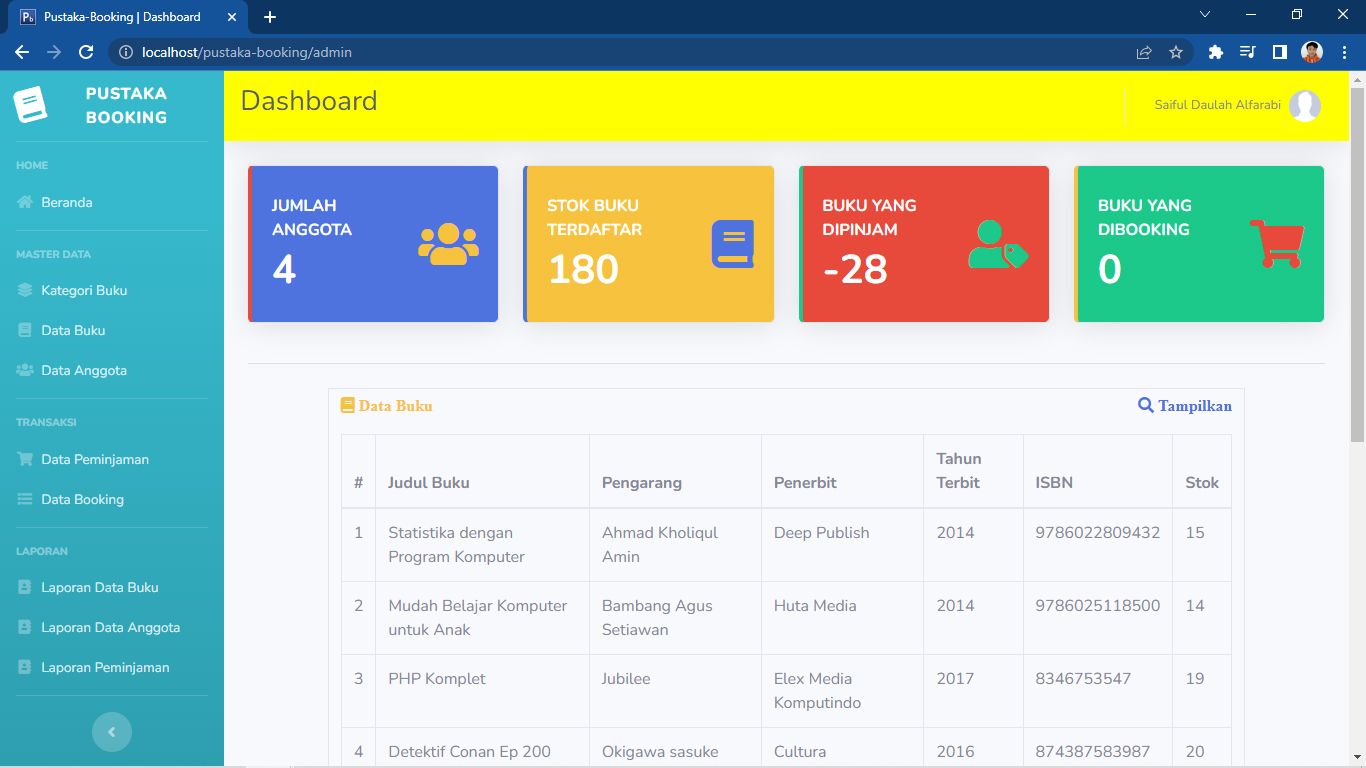 Pustaka-Booking | Dashboard
localhost/pustaka-booking/admin
PUSTAKA
BOOKING
Dashboard
Saiful Daulah Alfarabi
HOME
Beranda
MASTER DATA
Kategori Buku
Data Buku
Data Anggota
TRANSAKSI
Data Peminjaman
Data Booking
LAPORAN
Laporan Data Buku
Laporan Data Anggota
Laporan Peminjaman
JUMLAH
ANGGOTA
4
STOK BUKU
TERDAFTAR
180
BUKU YANG
DIPINJAM
-28
BUKU YANG
DIBOOKING
0
Data Buku
Tampilkan
# Judul Buku Pengarang Penerbit Tahun Terbit ISBN Stok
1 Statistika dengan Program Komputer Ahmad Kholiqul Amin Deep Publish 2014 9786022809432 15
2 Mudah Belajar Komputer untuk Anak Bambang Agus Setiawan Huta Media 2014 9786025118500 14
3 PHP Komplet Jubilee Elex Media Komputindo 2017 8346753547 19
4 Detektif Conan Ep 200 Okigawa sasuke Cultura 2016 874387583987 20